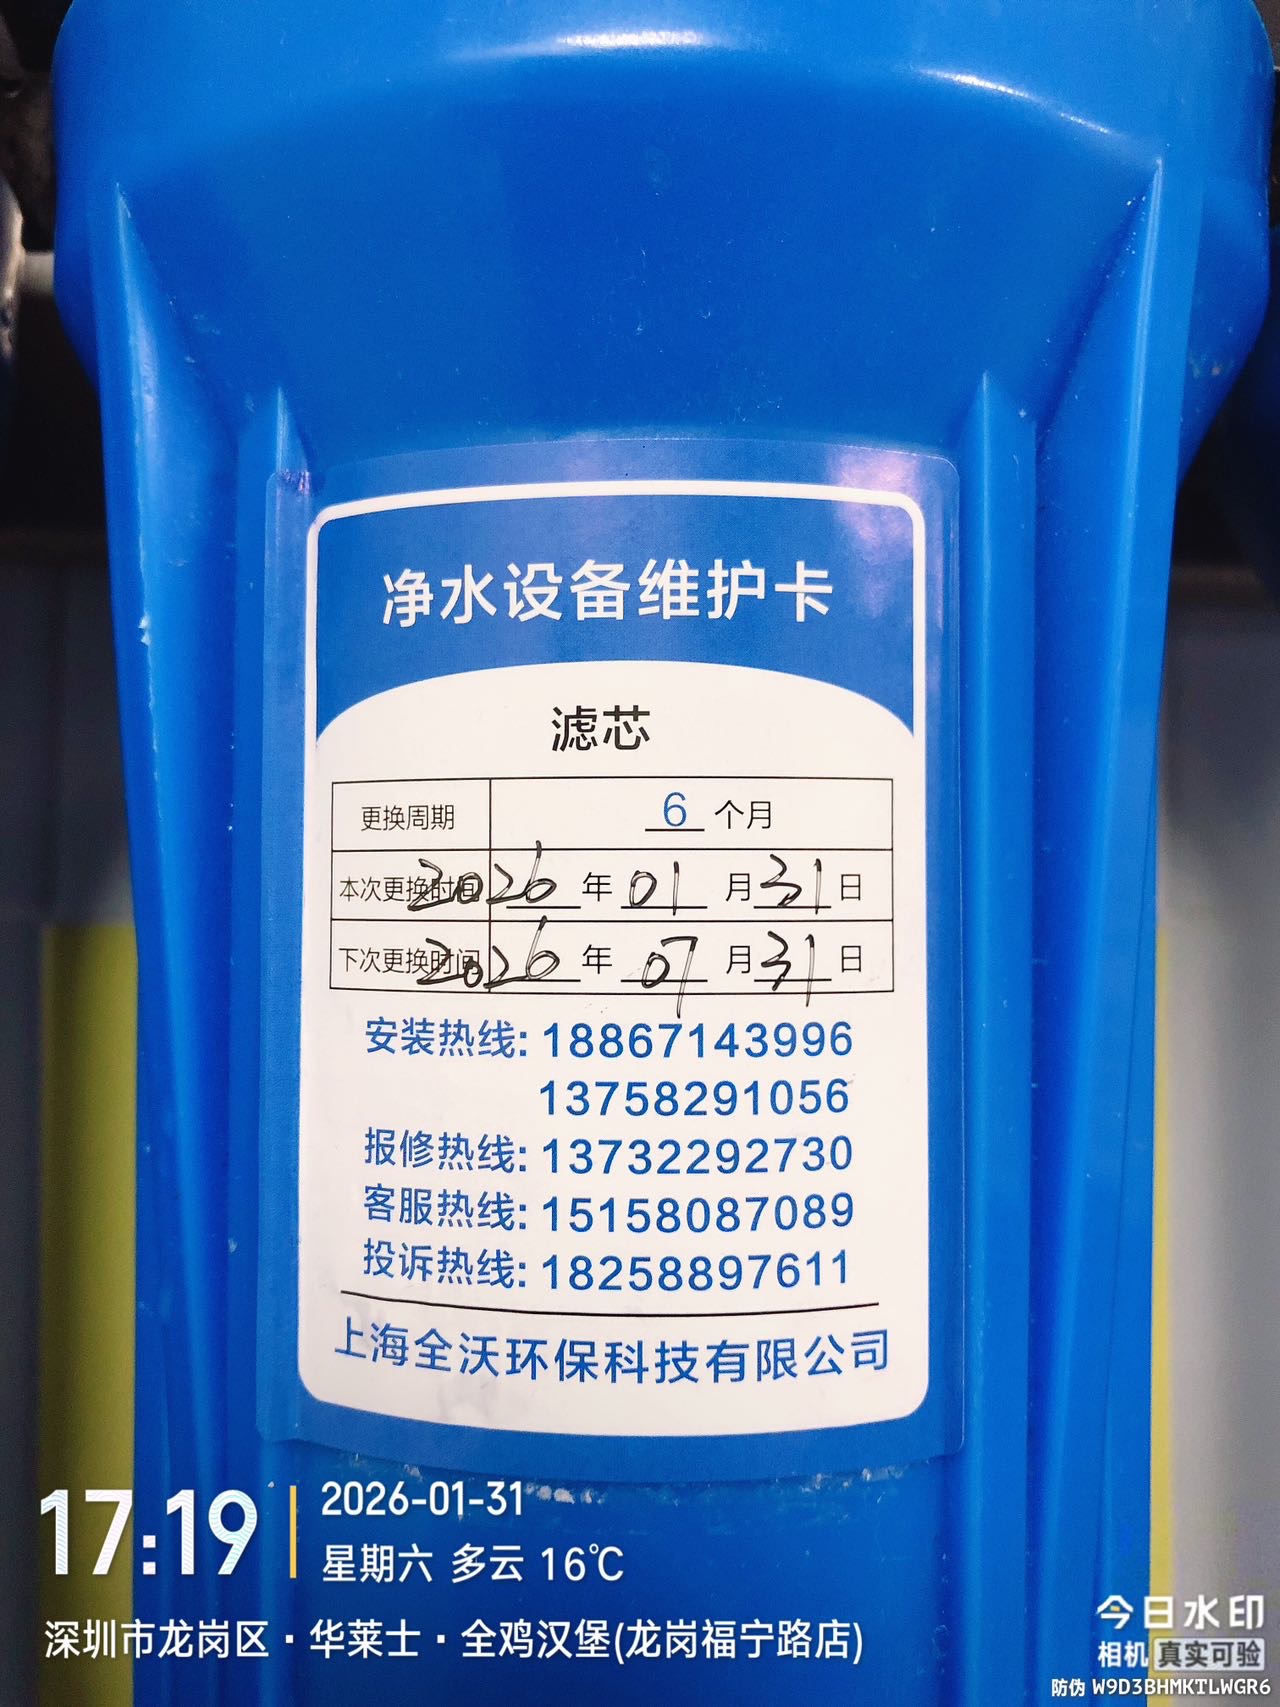 净水设备维护卡
滤芯
更换周期 6 个月
本次更换时间 2026 年 01 月 31 日
下次更换时间 2026 年 07 月 31 日
安装热线: 18867143996
13758291056
报修热线: 13732292730
客服热线: 15158087089
投诉热线: 18258897611
上海全沃环保科技有限公司
17:19
2026-01-31
星期六 多云 16℃
深圳市龙岗区·华莱士·全鸡汉堡(龙岗福宁路店)
今日水印
相机 真实可验
防伪 W9D3BHMKTLWGR6